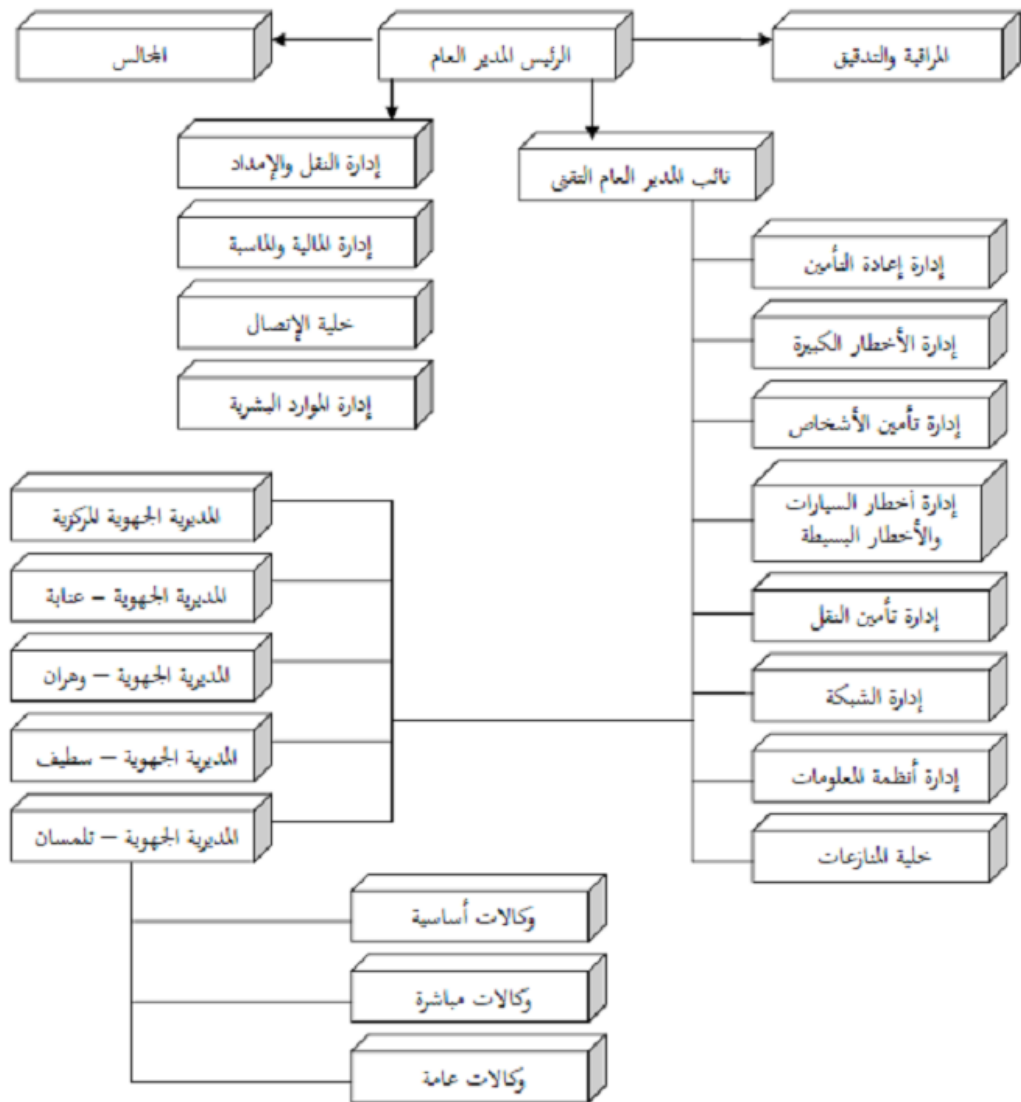 المراقبة والتدقيق
الرئيس المدير العام
المجالس
إدارة النقل والإمداد
نائب المدير العام التقني
إدارة المالية والماسبة
خلية الإتصال
إدارة الموارد البشرية
إدارة إعادة التأمين
إدارة الأخطار الكبيرة
إدارة تأمين الأشخاص
إدارة أخطار السيارات
والأخطار البسيطة
إدارة تأمين النقل
إدارة الشبكة
إدارة أنظمة المعلومات
خلية المنازعات
المديرية الجهوية المركزية
المديرية الجهوية – عنابة
المديرية الجهوية – وهران
المديرية الجهوية – سطيف
المديرية الجهوية – تلمسان
وكالات أساسية
وكالات مباشرة
وكالات عامة